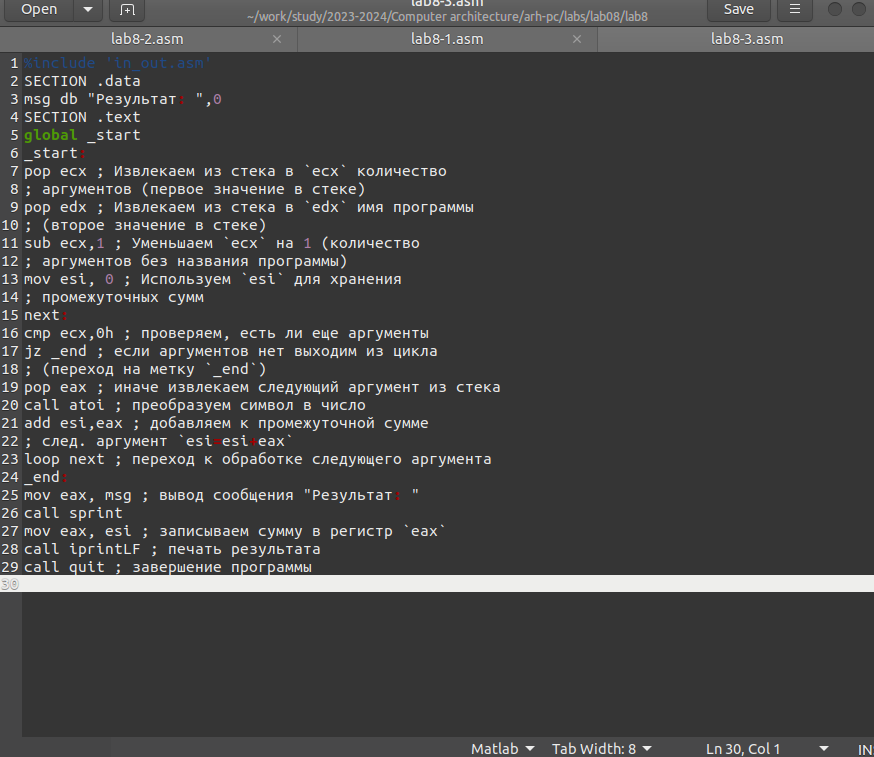 Open
lab8-3.asm
~/work/study/2023-2024/Computer architecture/arh-pc/labs/lab08/lab8
Save
lab8-2.asm × lab8-1.asm × lab8-3.asm
1 %include 'in_out.asm'
2 SECTION .data
3 msg db "Результат: ",0
4 SECTION .text
5 global _start
6 _start:
7 pop ecx ; Извлекаем из стека в `ecx` количество
8 ; аргументов (первое значение в стеке)
9 pop edx ; Извлекаем из стека в `edx` имя программы
10 ; (второе значение в стеке)
11 sub ecx,1 ; Уменьшаем `ecx` на 1 (количество
12 ; аргументов без названия программы)
13 mov esi, 0 ; Используем `esi` для хранения
14 ; промежуточных сумм
15 next:
16 cmp ecx,0h ; проверяем, есть ли еще аргументы
17 jz _end ; если аргументов нет выходим из цикла
18 ; (переход на метку `_end`)
19 pop eax ; иначе извлекаем следующий аргумент из стека
20 call atoi ; преобразуем символ в число
21 add esi,eax ; добавляем к промежуточной сумме
22 ; след. аргумент `esi=esi+eax`
23 loop next ; переход к обработке следующего аргумента
24 _end:
25 mov eax, msg ; вывод сообщения "Результат: "
26 call sprint
27 mov eax, esi ; записываем сумму в регистр `eax`
28 call iprintLF ; печать результата
29 call quit ; завершение программы
30
Matlab Tab Width: 8 Ln 30, Col 1 IN